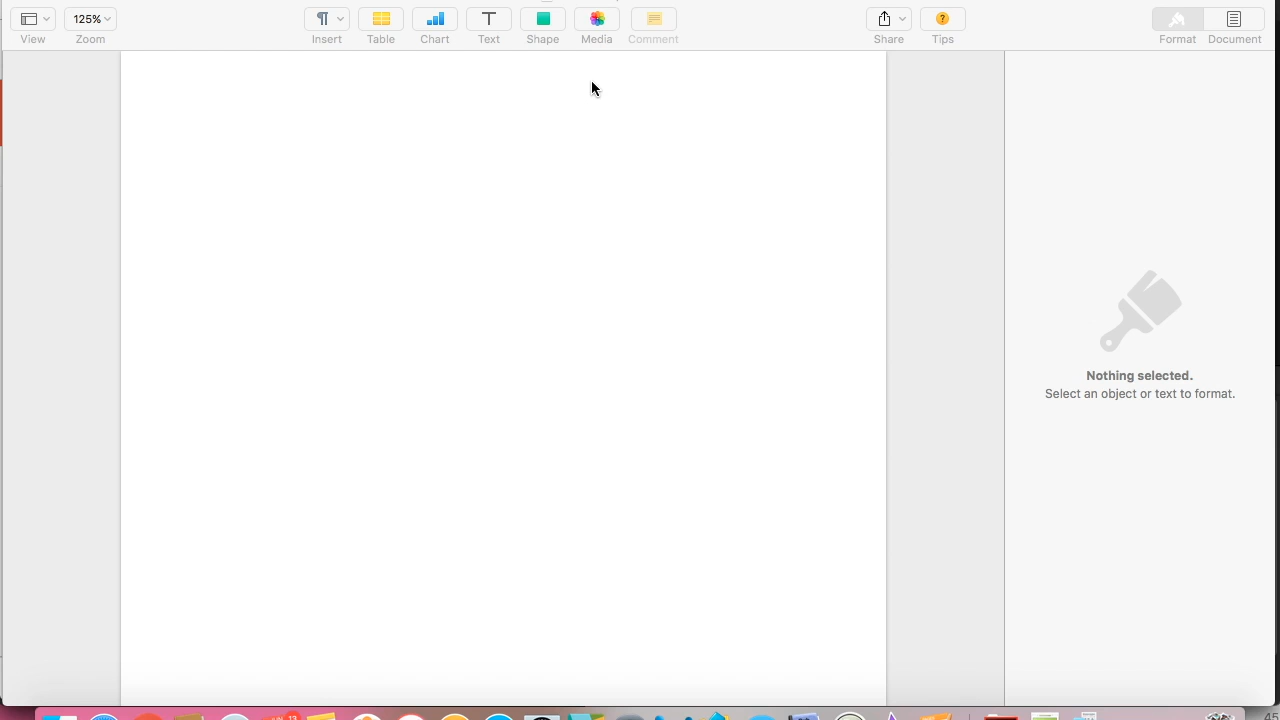 125%
View
Zoom
Insert
Table
Chart
Text
Shape
Media
Comment
Share
Tips
Format
Document
Nothing selected.
Select an object or text to format.
13